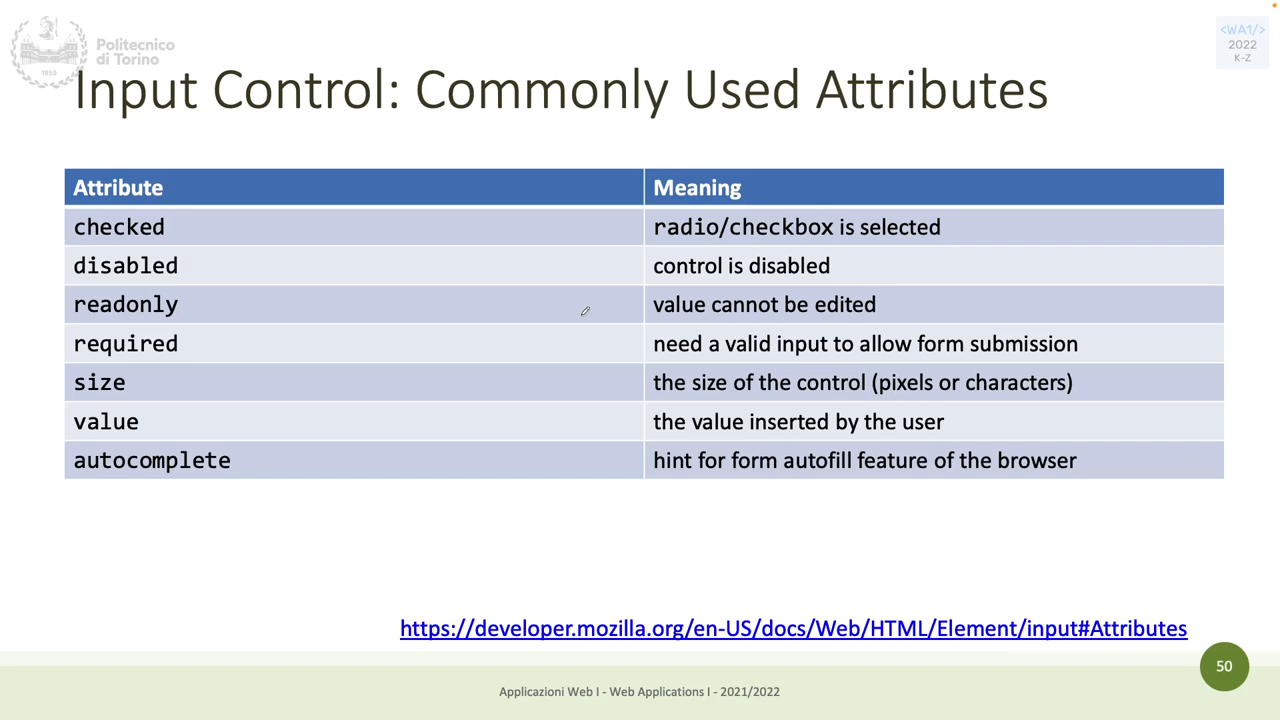 Politecnico
di Torino
1859
<WA1/>
2022
K-Z
Input Control: Commonly Used Attributes
Attribute Meaning
checked radio/checkbox is selected
disabled control is disabled
readonly value cannot be edited
required need a valid input to allow form submission
size the size of the control (pixels or characters)
value the value inserted by the user
autocomplete hint for form autofill feature of the browser
https://developer.mozilla.org/en-US/docs/Web/HTML/Element/input#Attributes
50
Applicazioni Web I - Web Applications I - 2021/2022